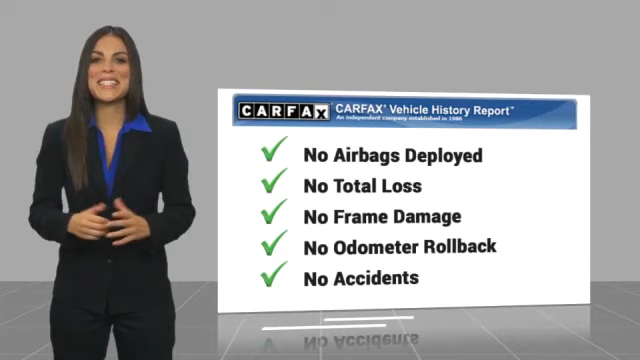 CARFAX CARFAX® Vehicle History Report™
An independent company established in 1986
No Airbags Deployed
No Total Loss
No Frame Damage
No Odometer Rollback
No Accidents